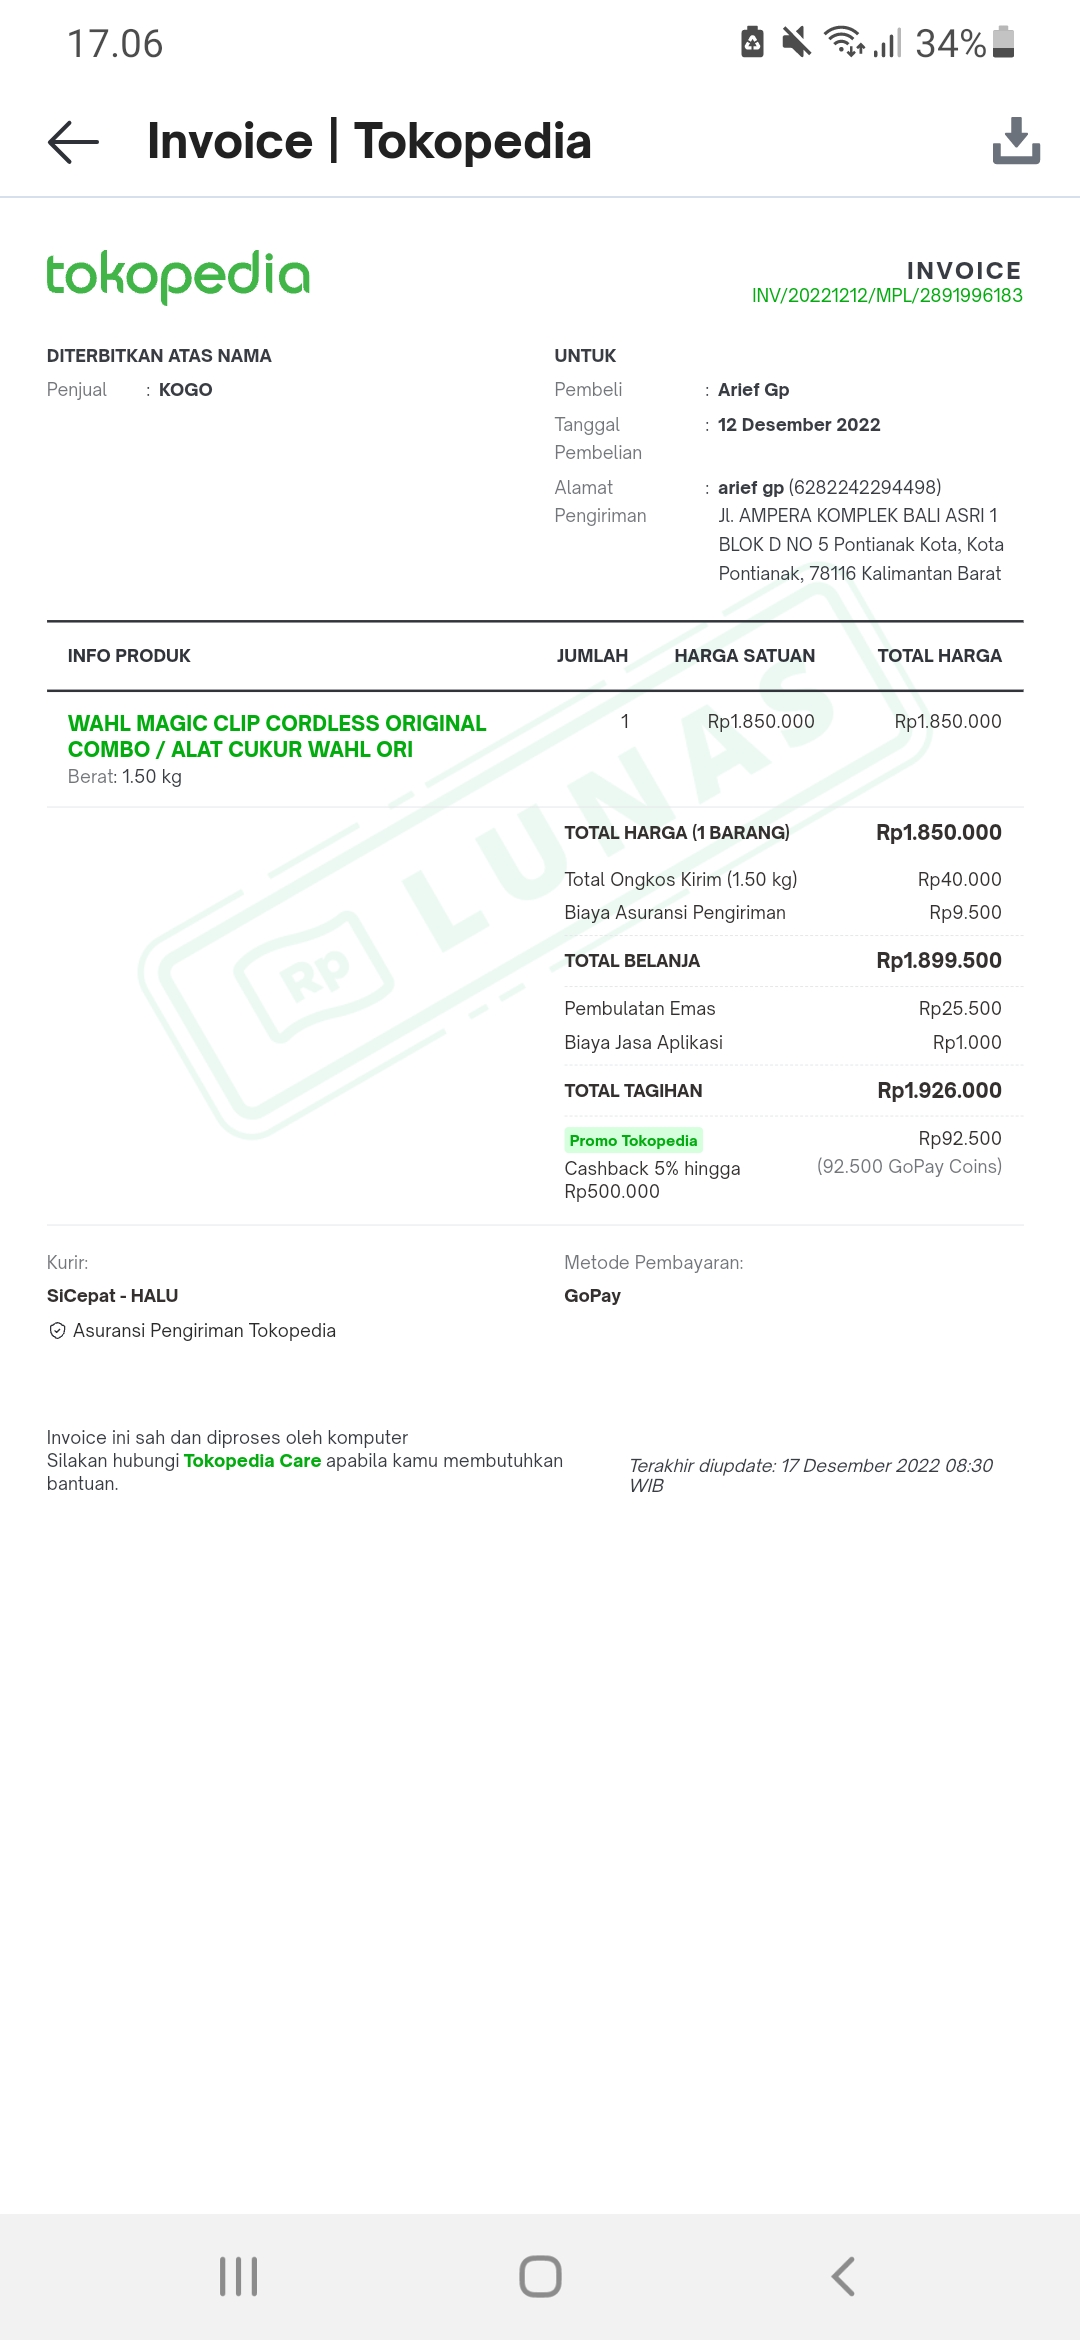 17.06
34%
Invoice | Tokopedia
tokopedia
INVOICE
INV/20221212/MPL/2891996183
DITERBITKAN ATAS NAMA
Penjual : KOGO
UNTUK
Pembeli : Arief Gp
Tanggal Pembelian : 12 Desember 2022
Alamat Pengiriman : arief gp (6282242294498)
Jl. AMPERA KOMPLEK BALI ASRI 1
BLOK D NO 5 Pontianak Kota, Kota
Pontianak, 78116 Kalimantan Barat
INFO PRODUK JUMLAH HARGA SATUAN TOTAL HARGA
WAHL MAGIC CLIP CORDLESS ORIGINAL 1 Rp1.850.000 Rp1.850.000
COMBO / ALAT CUKUR WAHL ORI
Berat: 1.50 kg
Rp LUNAS
TOTAL HARGA (1 BARANG) Rp1.850.000
Total Ongkos Kirim (1.50 kg) Rp40.000
Biaya Asuransi Pengiriman Rp9.500
TOTAL BELANJA Rp1.899.500
Pembulatan Emas Rp25.500
Biaya Jasa Aplikasi Rp1.000
TOTAL TAGIHAN Rp1.926.000
Promo Tokopedia Rp92.500
Cashback 5% hingga (92.500 GoPay Coins)
Rp500.000
Kurir:
SiCepat - HALU
Asuransi Pengiriman Tokopedia
Metode Pembayaran:
GoPay
Invoice ini sah dan diproses oleh komputer
Silakan hubungi Tokopedia Care apabila kamu membutuhkan
bantuan.
Terakhir diupdate: 17 Desember 2022 08:30
WIB